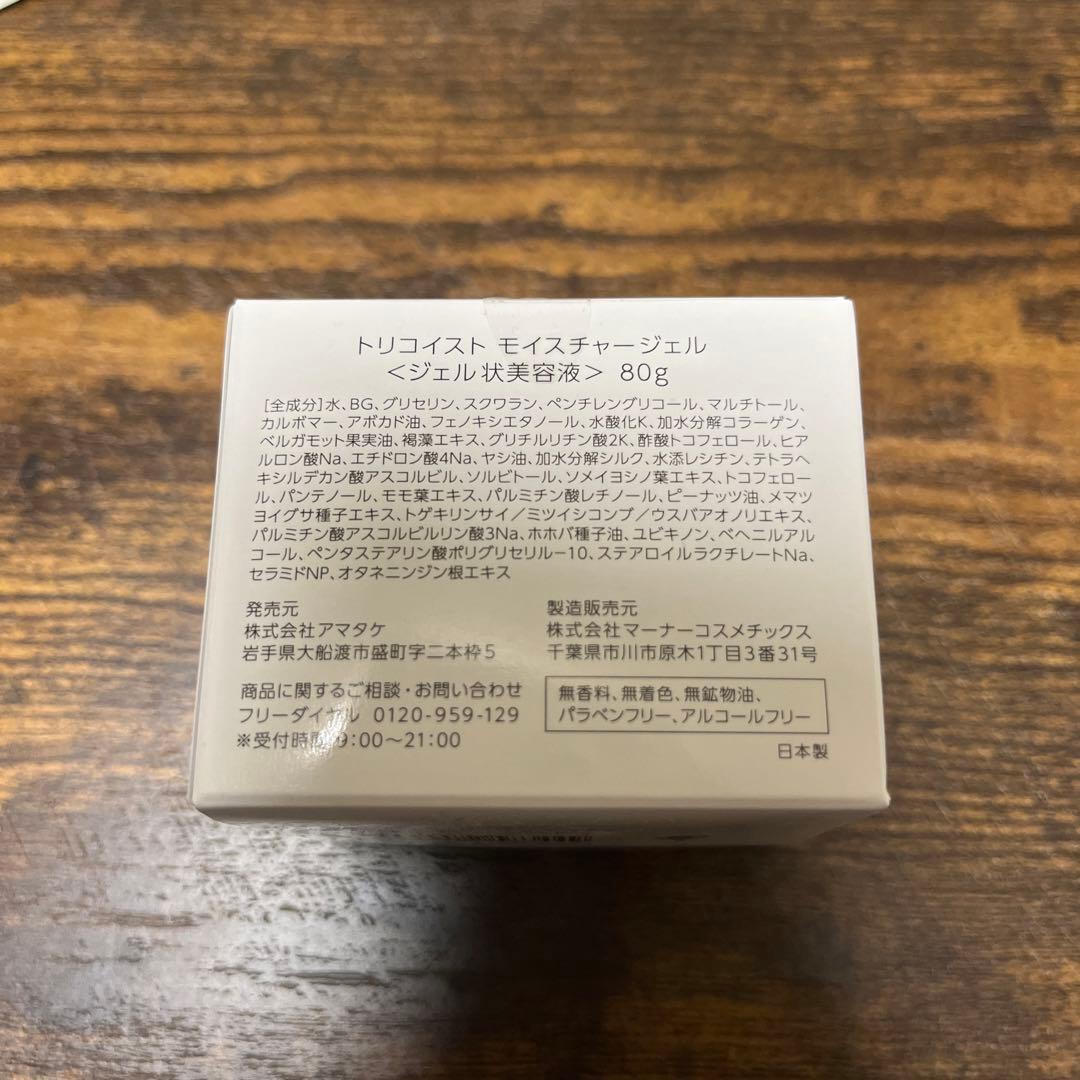 トリコイスト モイスチャージェル
＜ジェル状美容液＞ 80g
[全成分]水、BG、グリセリン、スクワラン、ペンチレングリコール、マルチトール、
カルボマー、アボカド油、フェノキシエタノール、水酸化K、加水分解コラーゲン、
ベルガモット果実油、褐藻エキス、グリチルリチン酸2K、酢酸トコフェロール、ヒア
ルロン酸Na、エチドロン酸4Na、ヤシ油、加水分解シルク、水添レシチン、テトラヘ
キシルデカン酸アスコルビル、ソルビトール、ソメイヨシノ葉エキス、トコフェロー
ル、パンテノール、モモ葉エキス、パルミチン酸レチノール、ピーナッツ油、メマツ
ヨイグサ種子エキス、トゲキリンサイ／ミツイシコンブ／ウスバアオノリエキス、
パルミチン酸アスコルビルリン酸3Na、ホホバ種子油、ユビキノン、ベヘニルアル
コール、ペンタステアリン酸ポリグリセリル－10、ステアロイルラクチレートNa、
セラミドNP、オタネニンジン根エキス
発売元
株式会社アマタケ
岩手県大船渡市盛町字二本枠5
製造販売元
株式会社マーナーコスメチックス
千葉県市川市原木1丁目3番31号
商品に関するご相談・お問い合わせ
フリーダイヤル 0120-959-129
※受付時間 9：00～21：00
無香料、無着色、無鉱物油、
パラベンフリー、アルコールフリー
日本製